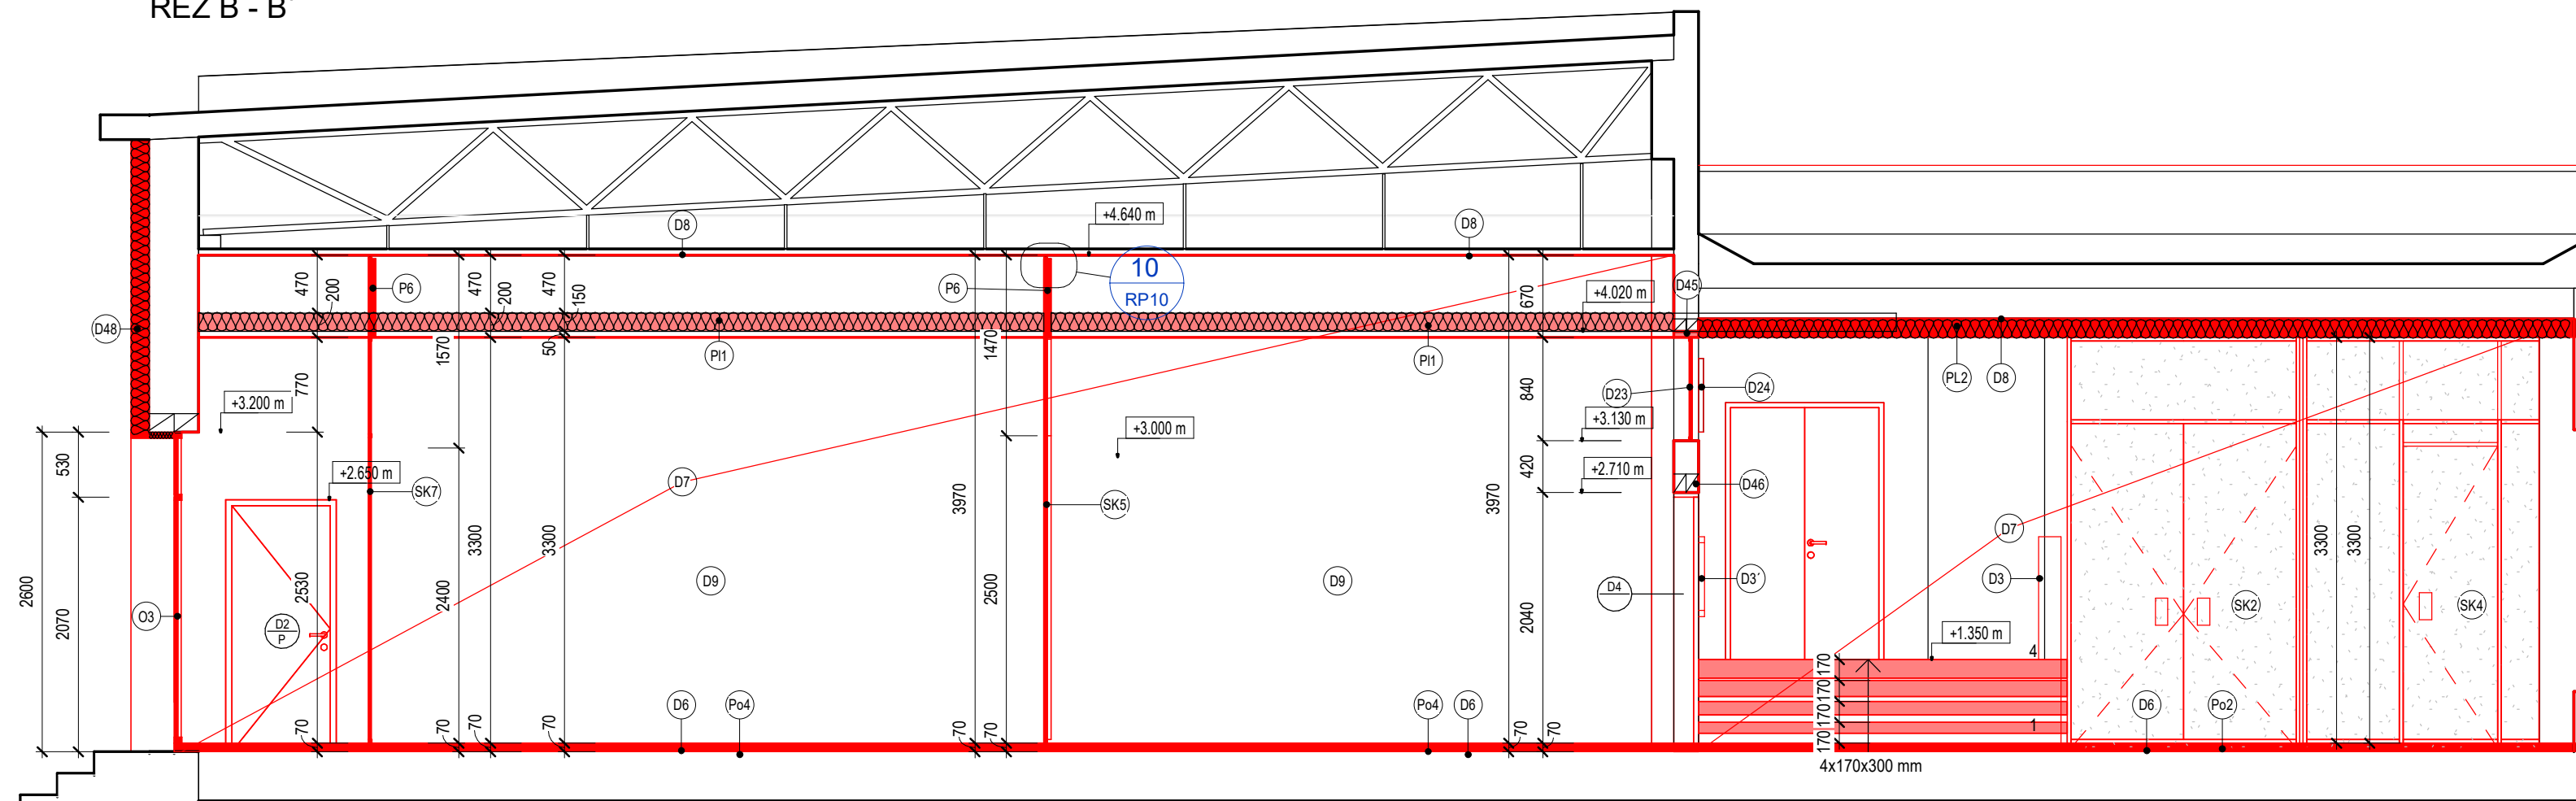 REZ B - B'
+4.640 m
D8
D8
470
200
P6
470
200
470
150
P6
10
RP10
670
+4.020 m
D45
D48
1570
50
Pl1
1470
Pl1
PL2
D8
770
+3.200 m
840
D23
D24
+3.130 m
+3.000 m
530
+2.650 m
SK7
D7
3970
SK5
3970
420
+2.710 m
D46
D7
3300
3300
3300
3300
2600
2070
2530
2400
D9
2500
D9
2040
D4
D3´
D3
O3
D2
P
SK2
SK4
+1.350 m
4
170
170
170
170
170
1
D6
Po4
Po4
D6
D6
Po2
70
70
70
70
70
70
70
70
4x170x300 mm